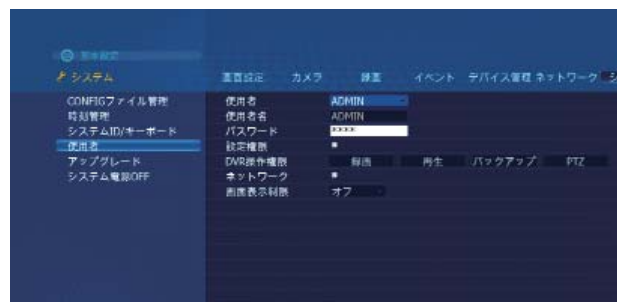 システム
画面設定 カメラ 録画 イベント デバイス管理 ネットワーク シ
CONFIGファイル管理
時刻管理
システムID/キーボード
使用者
アップグレード
システム電源OFF
使用者 ADMIN
使用者名 ADMIN
パスワード ****
設定権限
DVR操作権限 録画 再生 バックアップ PTZ
ネットワーク
画面表示制限 オフ